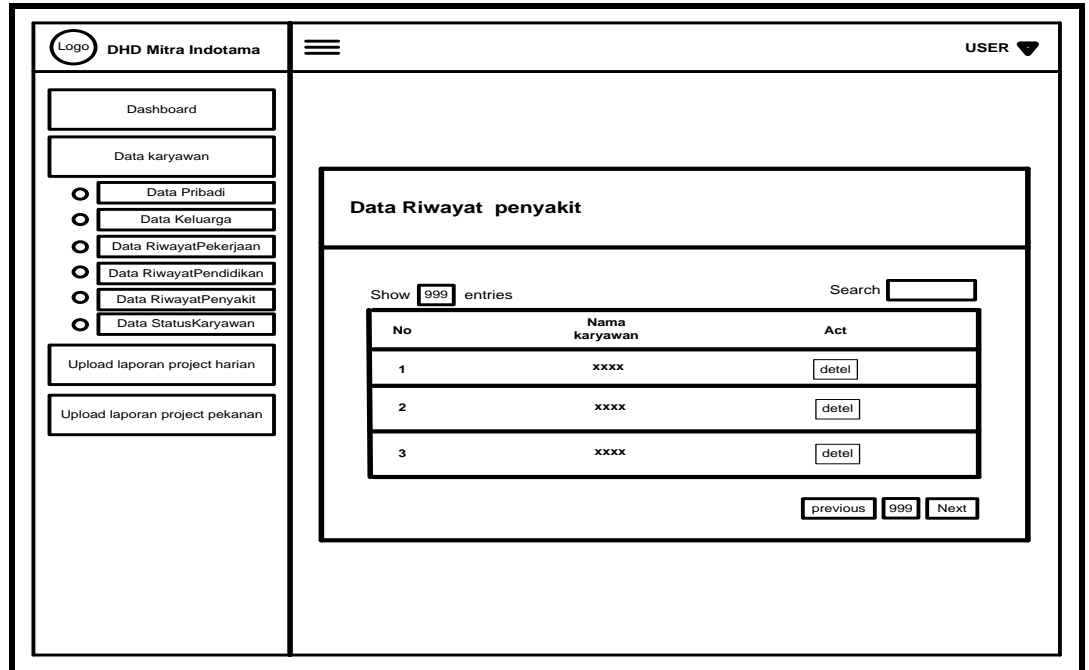 Logo
DHD Mitra Indotama
USER
Dashboard
Data karyawan
Data Pribadi
Data Keluarga
Data RiwayatPekerjaan
Data RiwayatPendidikan
Data RiwayatPenyakit
Data StatusKaryawan
Upload laporan project harian
Upload laporan project pekanan
Data Riwayat penyakit
Show 999 entries
Search
No Nama karyawan Act
1 xxxx detel
2 xxxx detel
3 xxxx detel
previous 999 Next